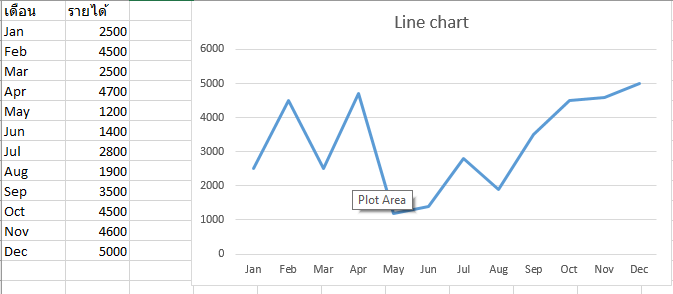 เดือน รายได้
Jan 2500
Feb 4500
Mar 2500
Apr 4700
May 1200
Jun 1400
Jul 2800
Aug 1900
Sep 3500
Oct 4500
Nov 4600
Dec 5000
Line chart
6000
5000
4000
3000
2000
1000
0
Plot Area
Jan Feb Mar Apr May Jun Jul Aug Sep Oct Nov Dec